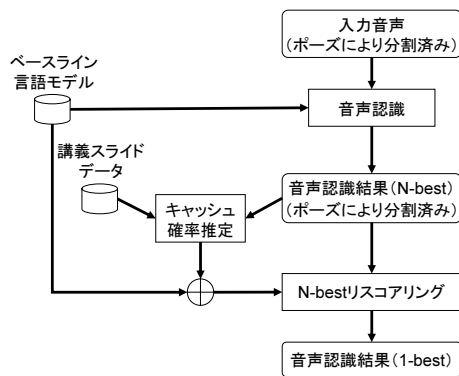 入力音声
(ポーズにより分割済み)
ベースライン
言語モデル
音声認識
講義スライド
データ
音声認識結果(N-best)
(ポーズにより分割済み)
キャッシュ
確率推定
N-bestリスコアリング
音声認識結果(1-best)